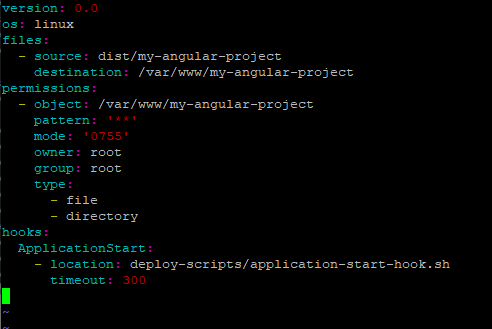 version: 0.0
os: linux
files:
  - source: dist/my-angular-project
    destination: /var/www/my-angular-project
permissions:
  - object: /var/www/my-angular-project
    pattern: '**'
    mode: '0755'
    owner: root
    group: root
    type:
      - file
      - directory
hooks:
  ApplicationStart:
    - location: deploy-scripts/application-start-hook.sh
      timeout: 300
~
~